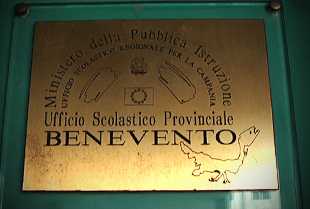 Ministero della Pubblica Istruzione
UFFICIO SCOLASTICO REGIONALE PER LA CAMPANIA
Ufficio Scolastico Provinciale
BENEVENTO